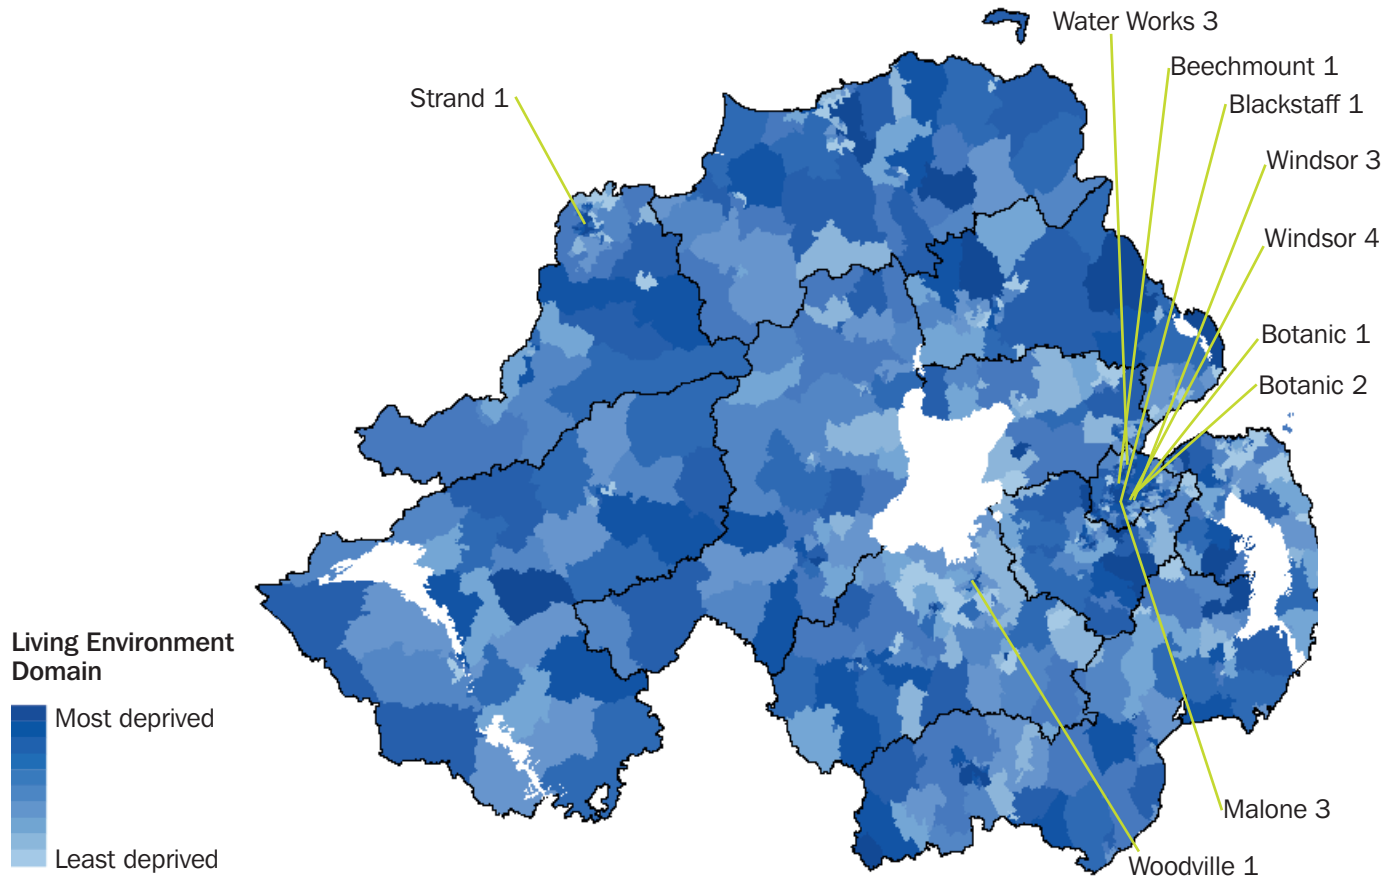 Water Works 3
Beechmount 1
Strand 1
Blackstaff 1
Windsor 3
Windsor 4
Botanic 1
Botanic 2
Living Environment
Domain
Most deprived
Least deprived
Malone 3
Woodville 1